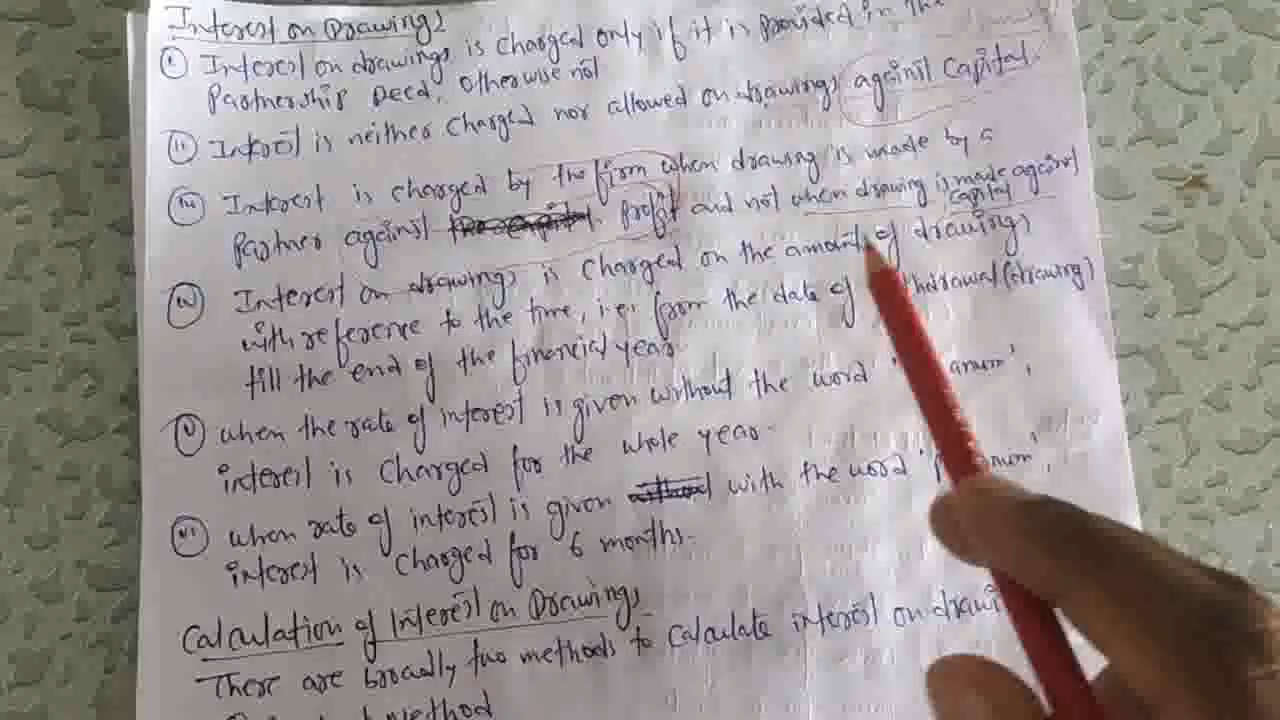 Interest on Drawings
(i) Interest on drawings is charged only if it is provided in the
Partnership Deed, otherwise not
(ii) Interest is neither charged nor allowed on drawings against Capital.
(iii) Interest is charged by the firm when drawing is made by a
Partner against Profit and not when drawing is made against
capital
(iv) Interest on drawings is charged on the amount of drawings
with reference to the time, i.e. from the date of (drawing)
till the end of the financial year
(v) when the rate of interest is given without the word
interest is charged for the whole year.
(vi) when rate of interest is given with the word
interest is charged for 6 months.
Calculation of Interest on Drawings
There are broadly two methods to calculate interest on
method